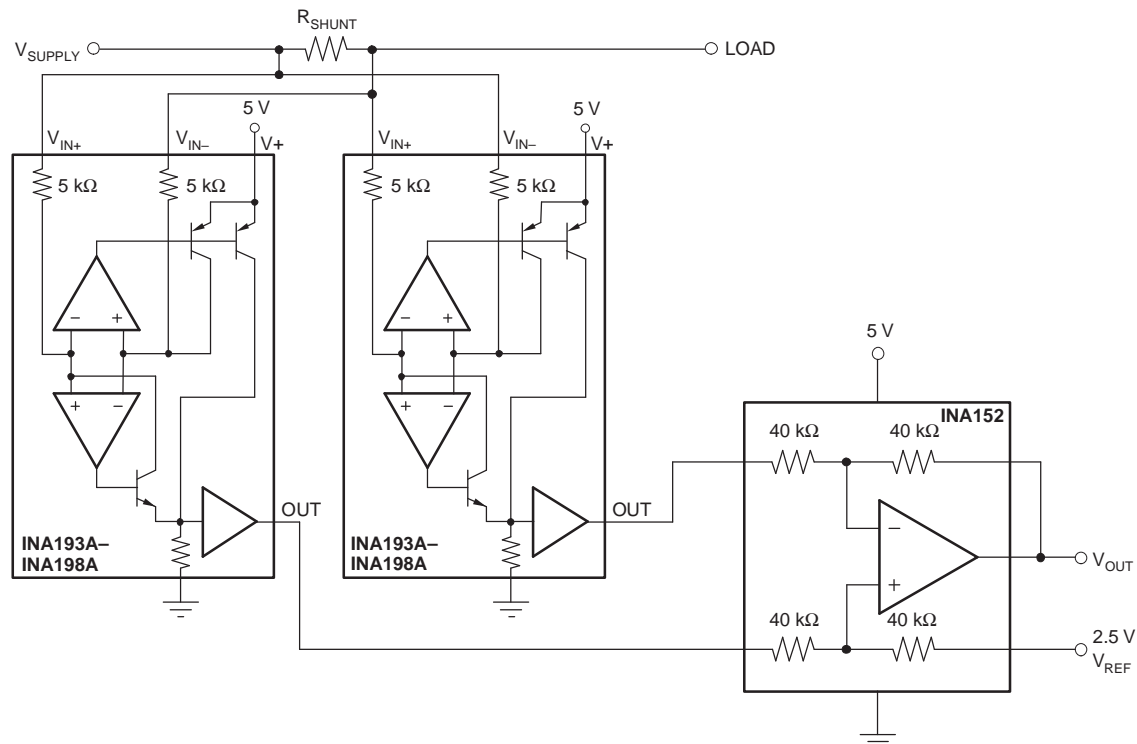 R_SHUNT
V_SUPPLY
LOAD
5 V
5 V
V_IN+
V_IN–
V+
V_IN+
V_IN–
V+
5 kΩ
5 kΩ
5 kΩ
5 kΩ
– +
– +
+ –
+ –
5 V
INA152
40 kΩ
40 kΩ
OUT
OUT
INA193A–
INA198A
INA193A–
INA198A
–
+
V_OUT
40 kΩ
40 kΩ
2.5 V
V_REF